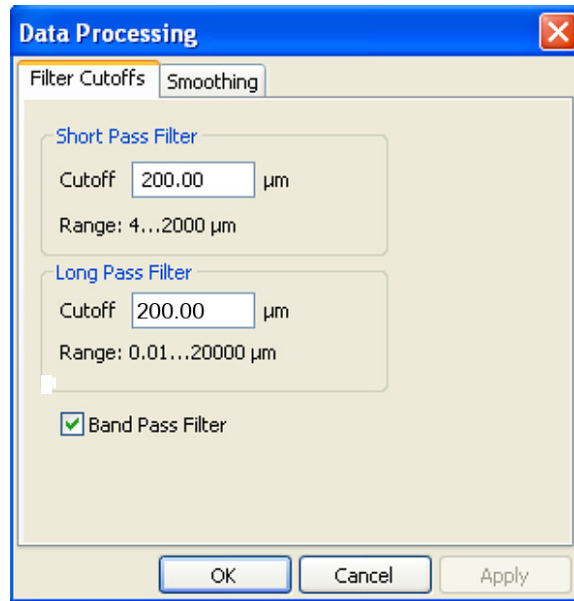 Data Processing
Filter Cutoffs Smoothing
Short Pass Filter
Cutoff 200.00 µm
Range: 4...2000 µm
Long Pass Filter
Cutoff 200.00 µm
Range: 0.01...20000 µm
Band Pass Filter
OK Cancel Apply